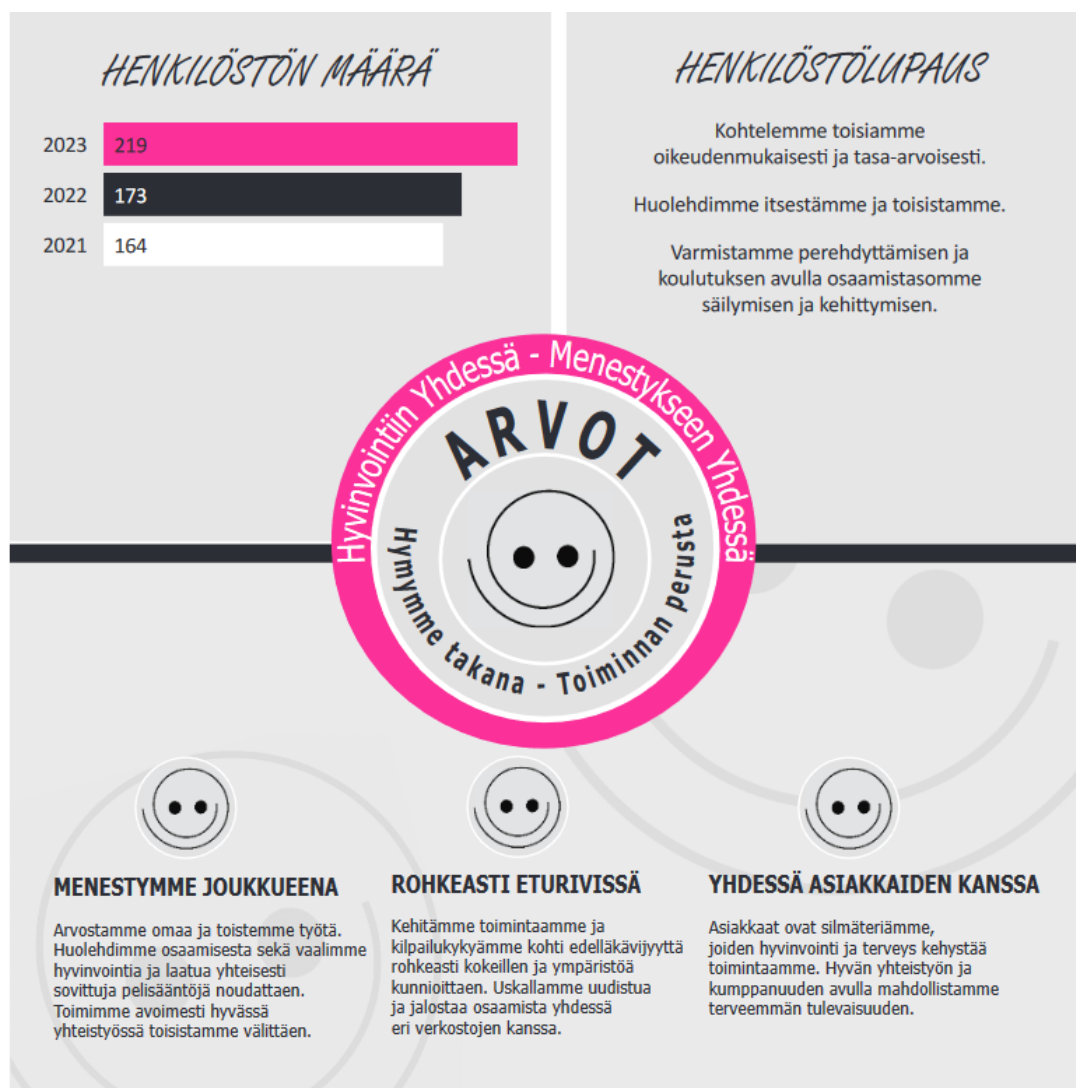 HENKILÖSTÖN MÄÄRÄ
2023 219
2022 173
2021 164
HENKILÖSTÖLUPAUS
Kohtelemme toisiamme
oikeudenmukaisesti ja tasa-arvoisesti.
Huolehdimme itsestämme ja toisistamme.
Varmistamme perehdyttämisen ja
koulutuksen avulla osaamistasomme
säilymisen ja kehittymisen.
Hyvinvointiin Yhdessä - Menestykseen Yhdessä
ARVOT
Hymymme takana - Toiminnan perusta
MENESTYMME JOUKKUEENA
Arvostamme omaa ja toistemme työtä.
Huolehdimme osaamisesta sekä vaalimme
hyvinvointia ja laatua yhteisesti
sovittuja pelisääntöjä noudattaen.
Toimimme avoimesti hyvässä
yhteistyössä toisistamme välittäen.
ROHKEASTI ETURIVISSÄ
Kehitämme toimintaamme ja
kilpailukykyämme kohti edelläkävijyyttä
rohkeasti kokeillen ja ympäristöä
kunnioittaen. Uskallamme uudistua
ja jalostaa osaamista yhdessä
eri verkostojen kanssa.
YHDESSÄ ASIAKKAIDEN KANSSA
Asiakkaat ovat silmäteriämme,
joiden hyvinvointi ja terveys kehystää
toimintaamme. Hyvän yhteistyön ja
kumppanuuden avulla mahdollistamme
terveemmän tulevaisuuden.